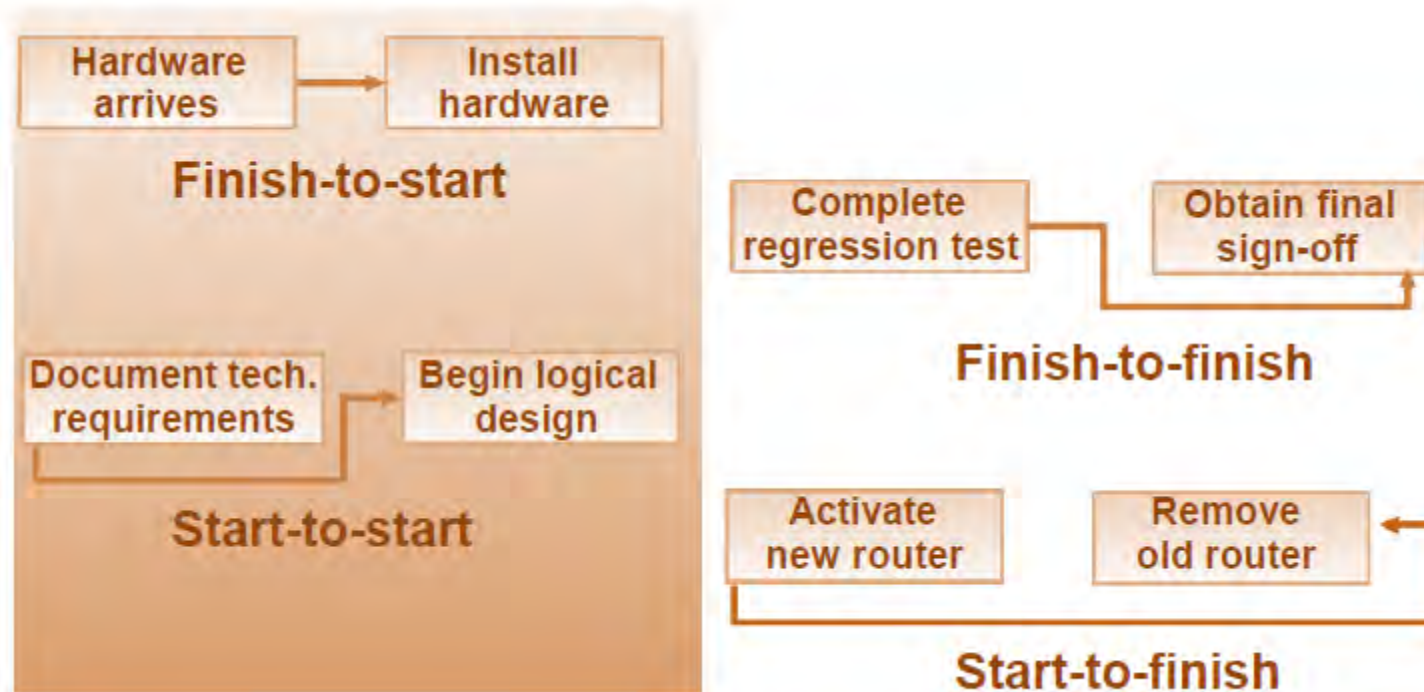 Hardware
arrives
Install
hardware
Finish-to-start
Document tech.
requirements
Begin logical
design
Start-to-start
Complete
regression test
Obtain final
sign-off
Finish-to-finish
Activate
new router
Remove
old router
Start-to-finish